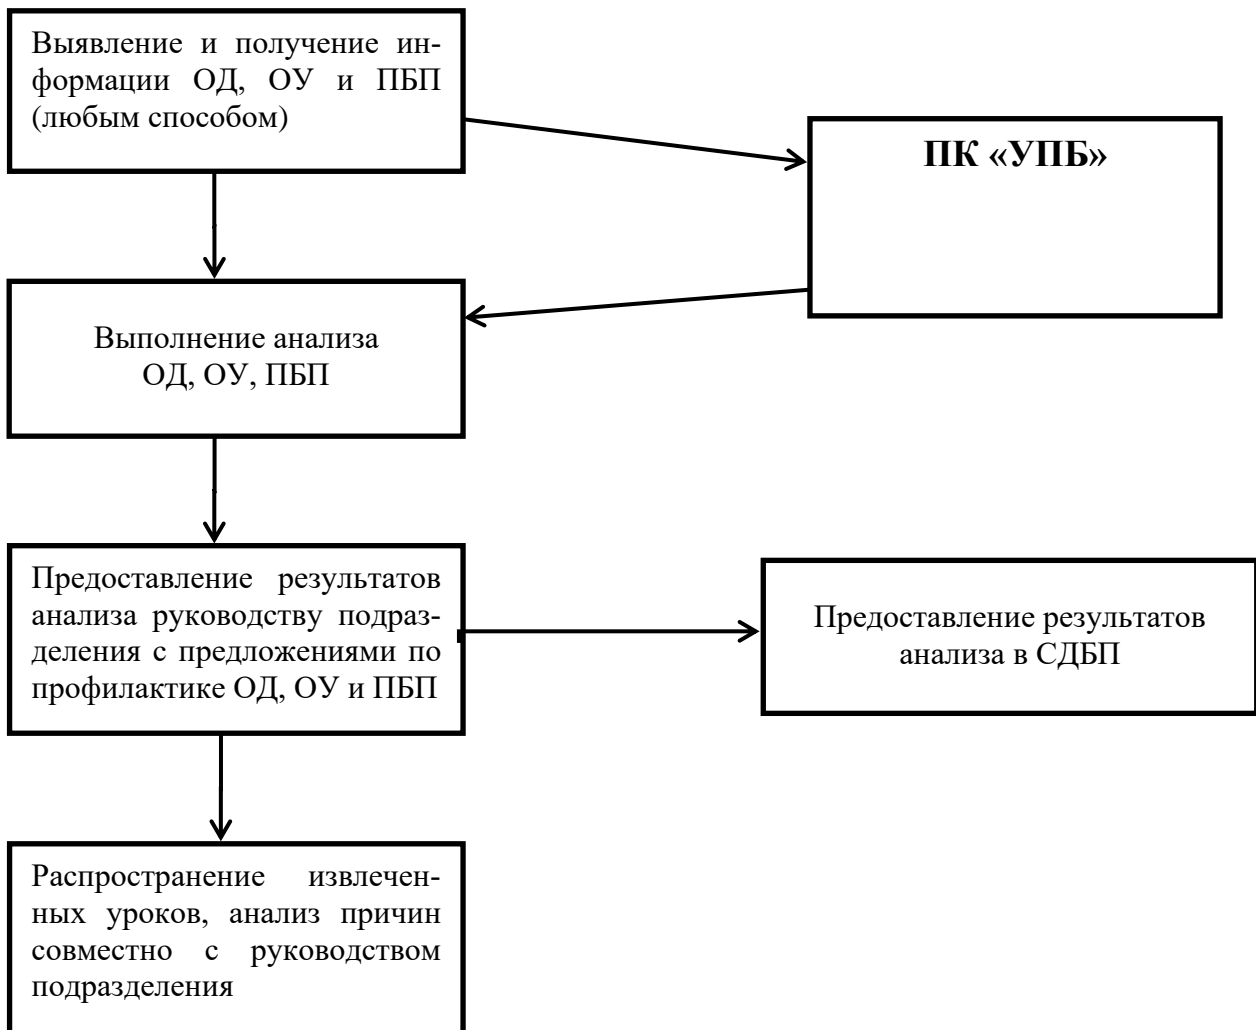 Выявление и получение ин-
формации ОД, ОУ и ПБП
(любым способом)
ПК «УПБ»
Выполнение анализа
ОД, ОУ, ПБП
Предоставление результатов
анализа руководству подраз-
деления с предложениями по
профилактике ОД, ОУ и ПБП
Предоставление результатов
анализа в СДБП
Распространение извлечен-
ных уроков, анализ причин
совместно с руководством
подразделения